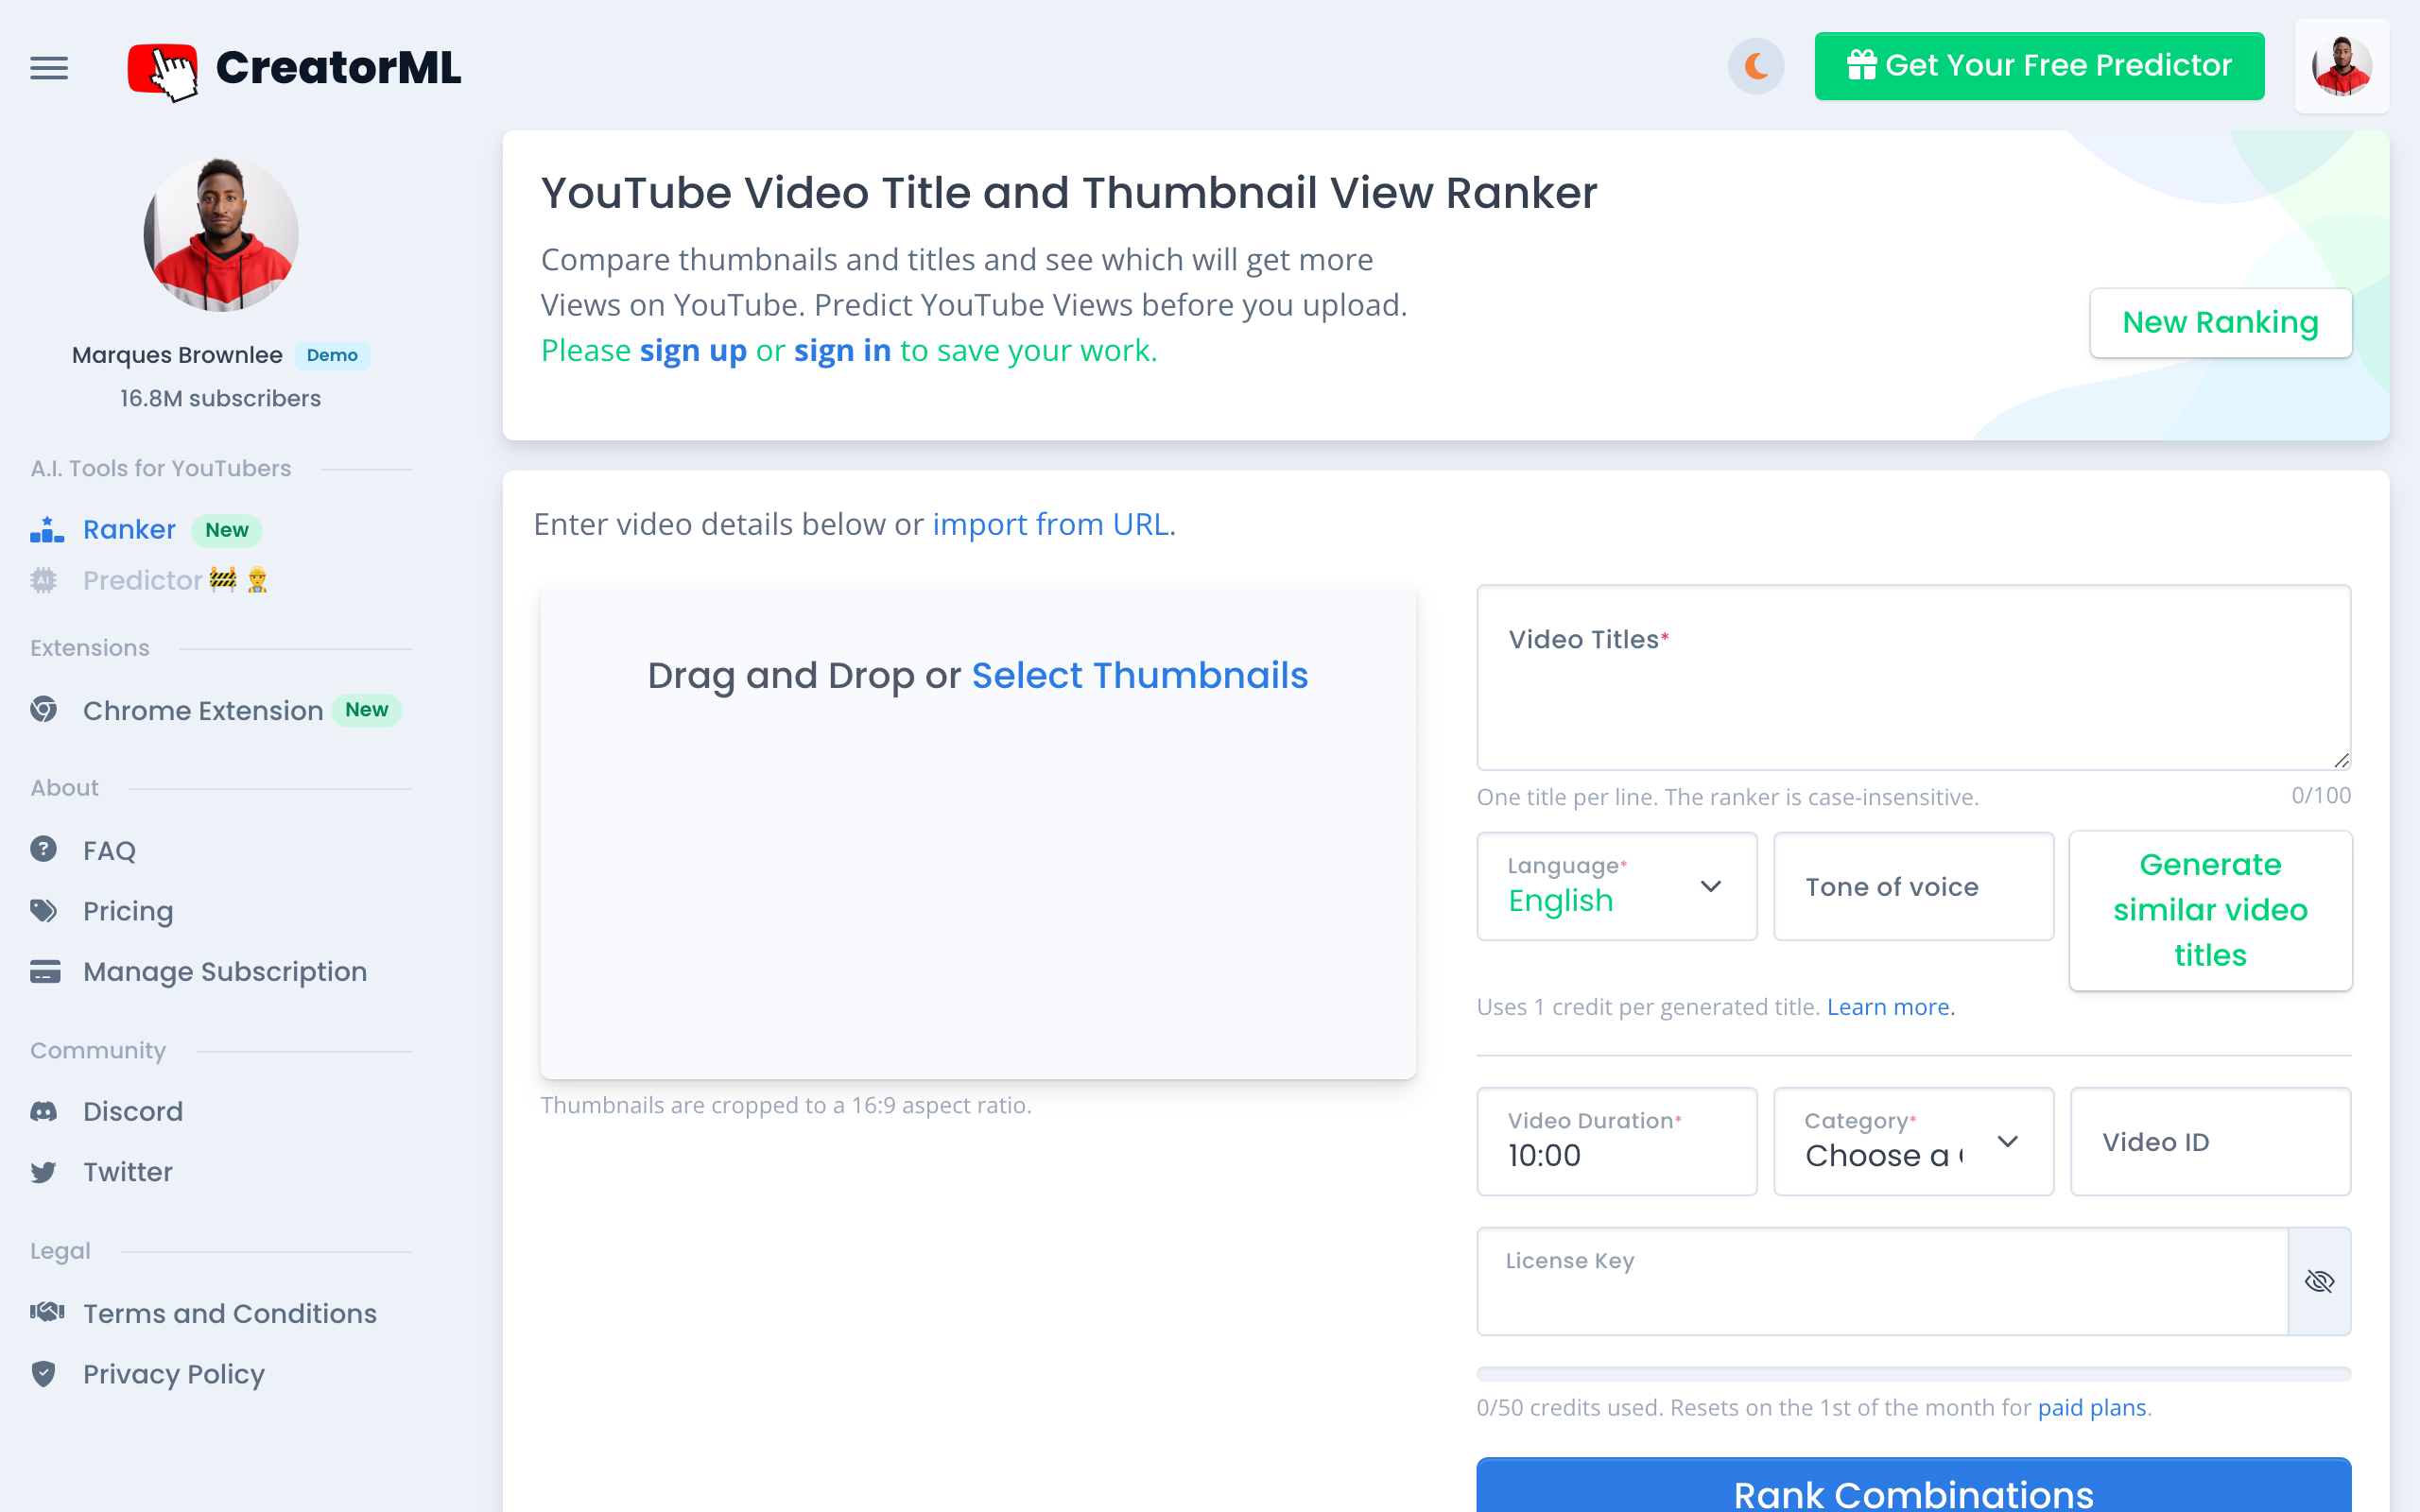 CreatorML
Get Your Free Predictor
Marques Brownlee Demo
16.8M subscribers
A.I. Tools for YouTubers
Ranker New
AI Predictor
Extensions
Chrome Extension New
About
FAQ
Pricing
Manage Subscription
Community
Discord
Twitter
Legal
Terms and Conditions
Privacy Policy
YouTube Video Title and Thumbnail View Ranker
Compare thumbnails and titles and see which will get more
Views on YouTube. Predict YouTube Views before you upload.
Please sign up or sign in to save your work.
New Ranking
Enter video details below or import from URL.
Drag and Drop or Select Thumbnails
Thumbnails are cropped to a 16:9 aspect ratio.
Video Titles*
One title per line. The ranker is case-insensitive.
0/100
Language*
English
Tone of voice
Generate
similar video
titles
Uses 1 credit per generated title. Learn more.
Video Duration*
10:00
Category*
Choose a
Video ID
License Key
0/50 credits used. Resets on the 1st of the month for paid plans.
Rank Combinations